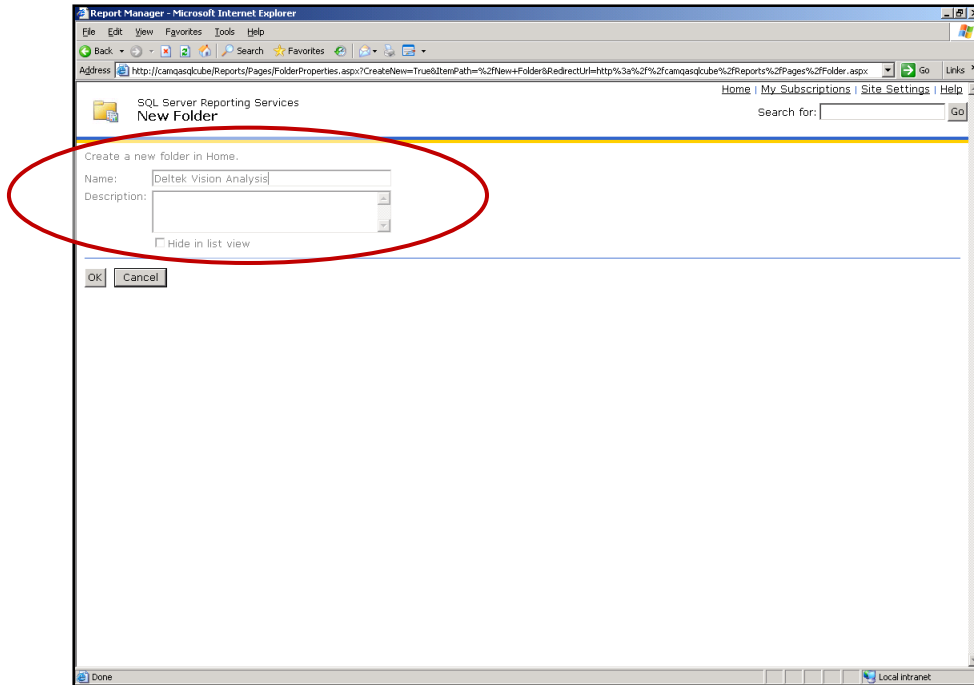 Report Manager - Microsoft Internet Explorer
File Edit View Favorites Tools Help
Back Search Favorites
Address http://camqasqlcube/Reports/Pages/FolderProperties.aspx?CreateNew=True&ItemPath=%2fNew+Folder&RedirectUrl=http%3a%2f%2fcamqasqlcube%2fReports%2fPages%2fFolder.aspx Go Links
Home | My Subscriptions | Site Settings | Help
SQL Server Reporting Services
New Folder
Search for: Go
Create a new folder in Home.
Name: Deltek Vision Analysis
Description:
Hide in list view
OK Cancel
Done Local intranet